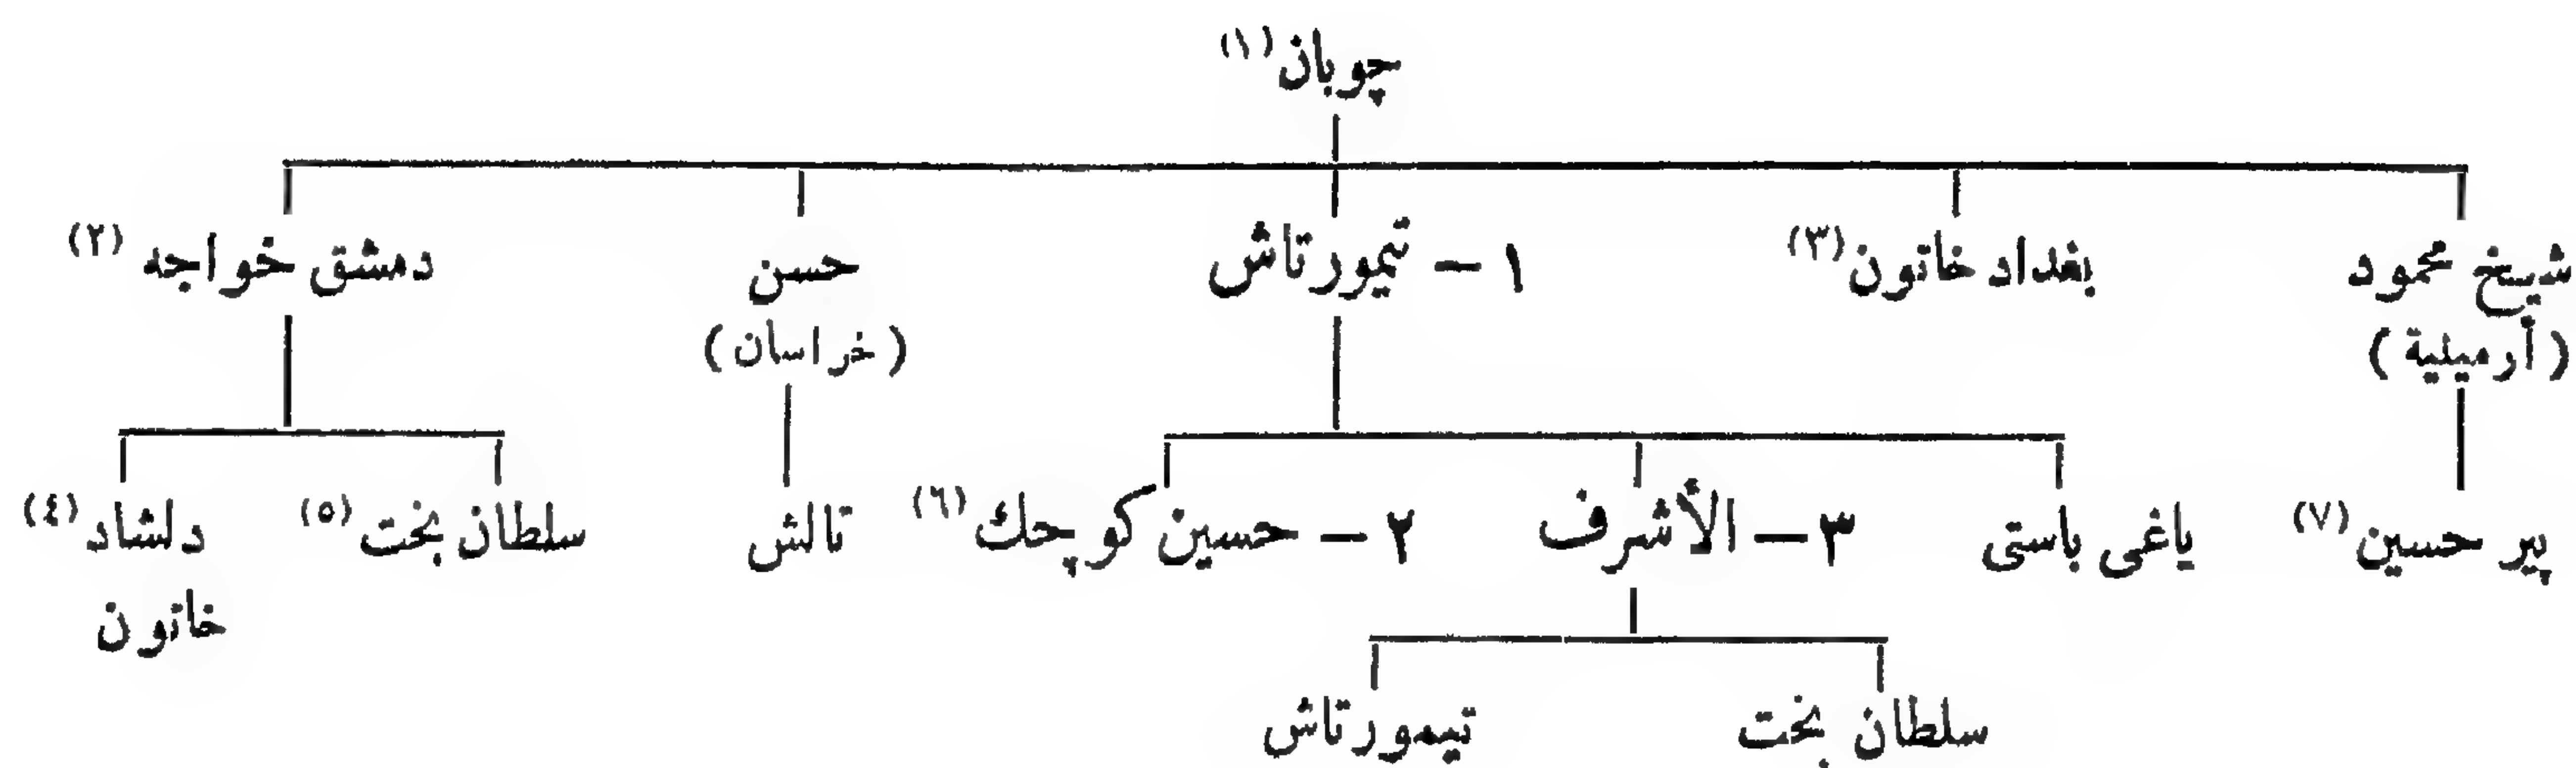 چوبان (١)
شيخ محمود بغداد خاتون (٣) ١ - تيمورتاش حسن دمشق خواجه (٢)
(أرمينية) (خراسان)
پير حسين (٧) ياغى باستى ٣ - الأشرف ٢ - حسين كوچك (٦) تالش سلطان بخت (٥) دلشاد (٤)
خاتون
سلطان بخت تيمورتاش